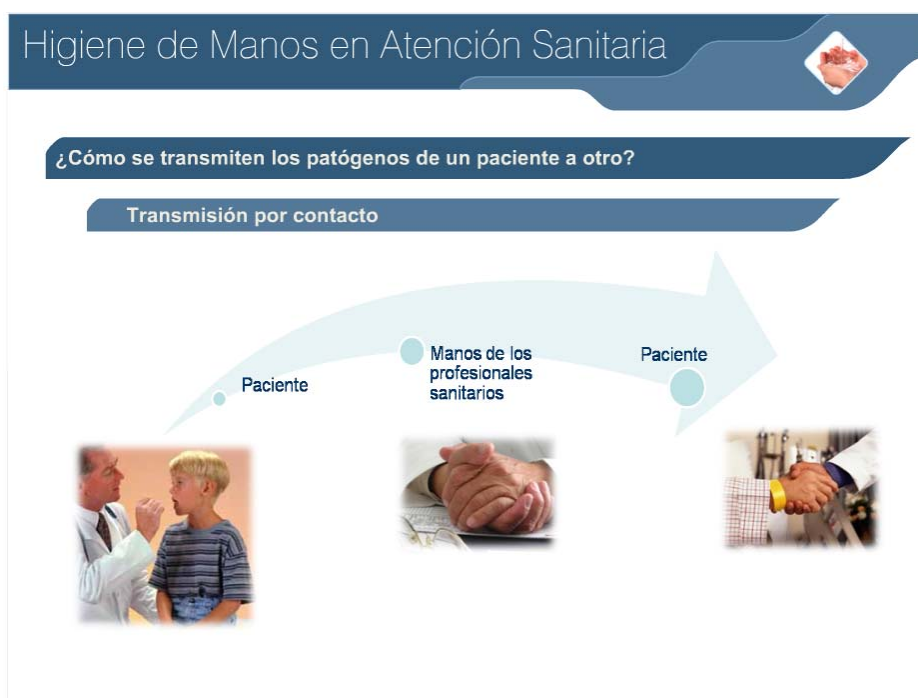 Higiene de Manos en Atención Sanitaria
¿Cómo se transmiten los patógenos de un paciente a otro?
Transmisión por contacto
Paciente
Manos de los
profesionales
sanitarios
Paciente